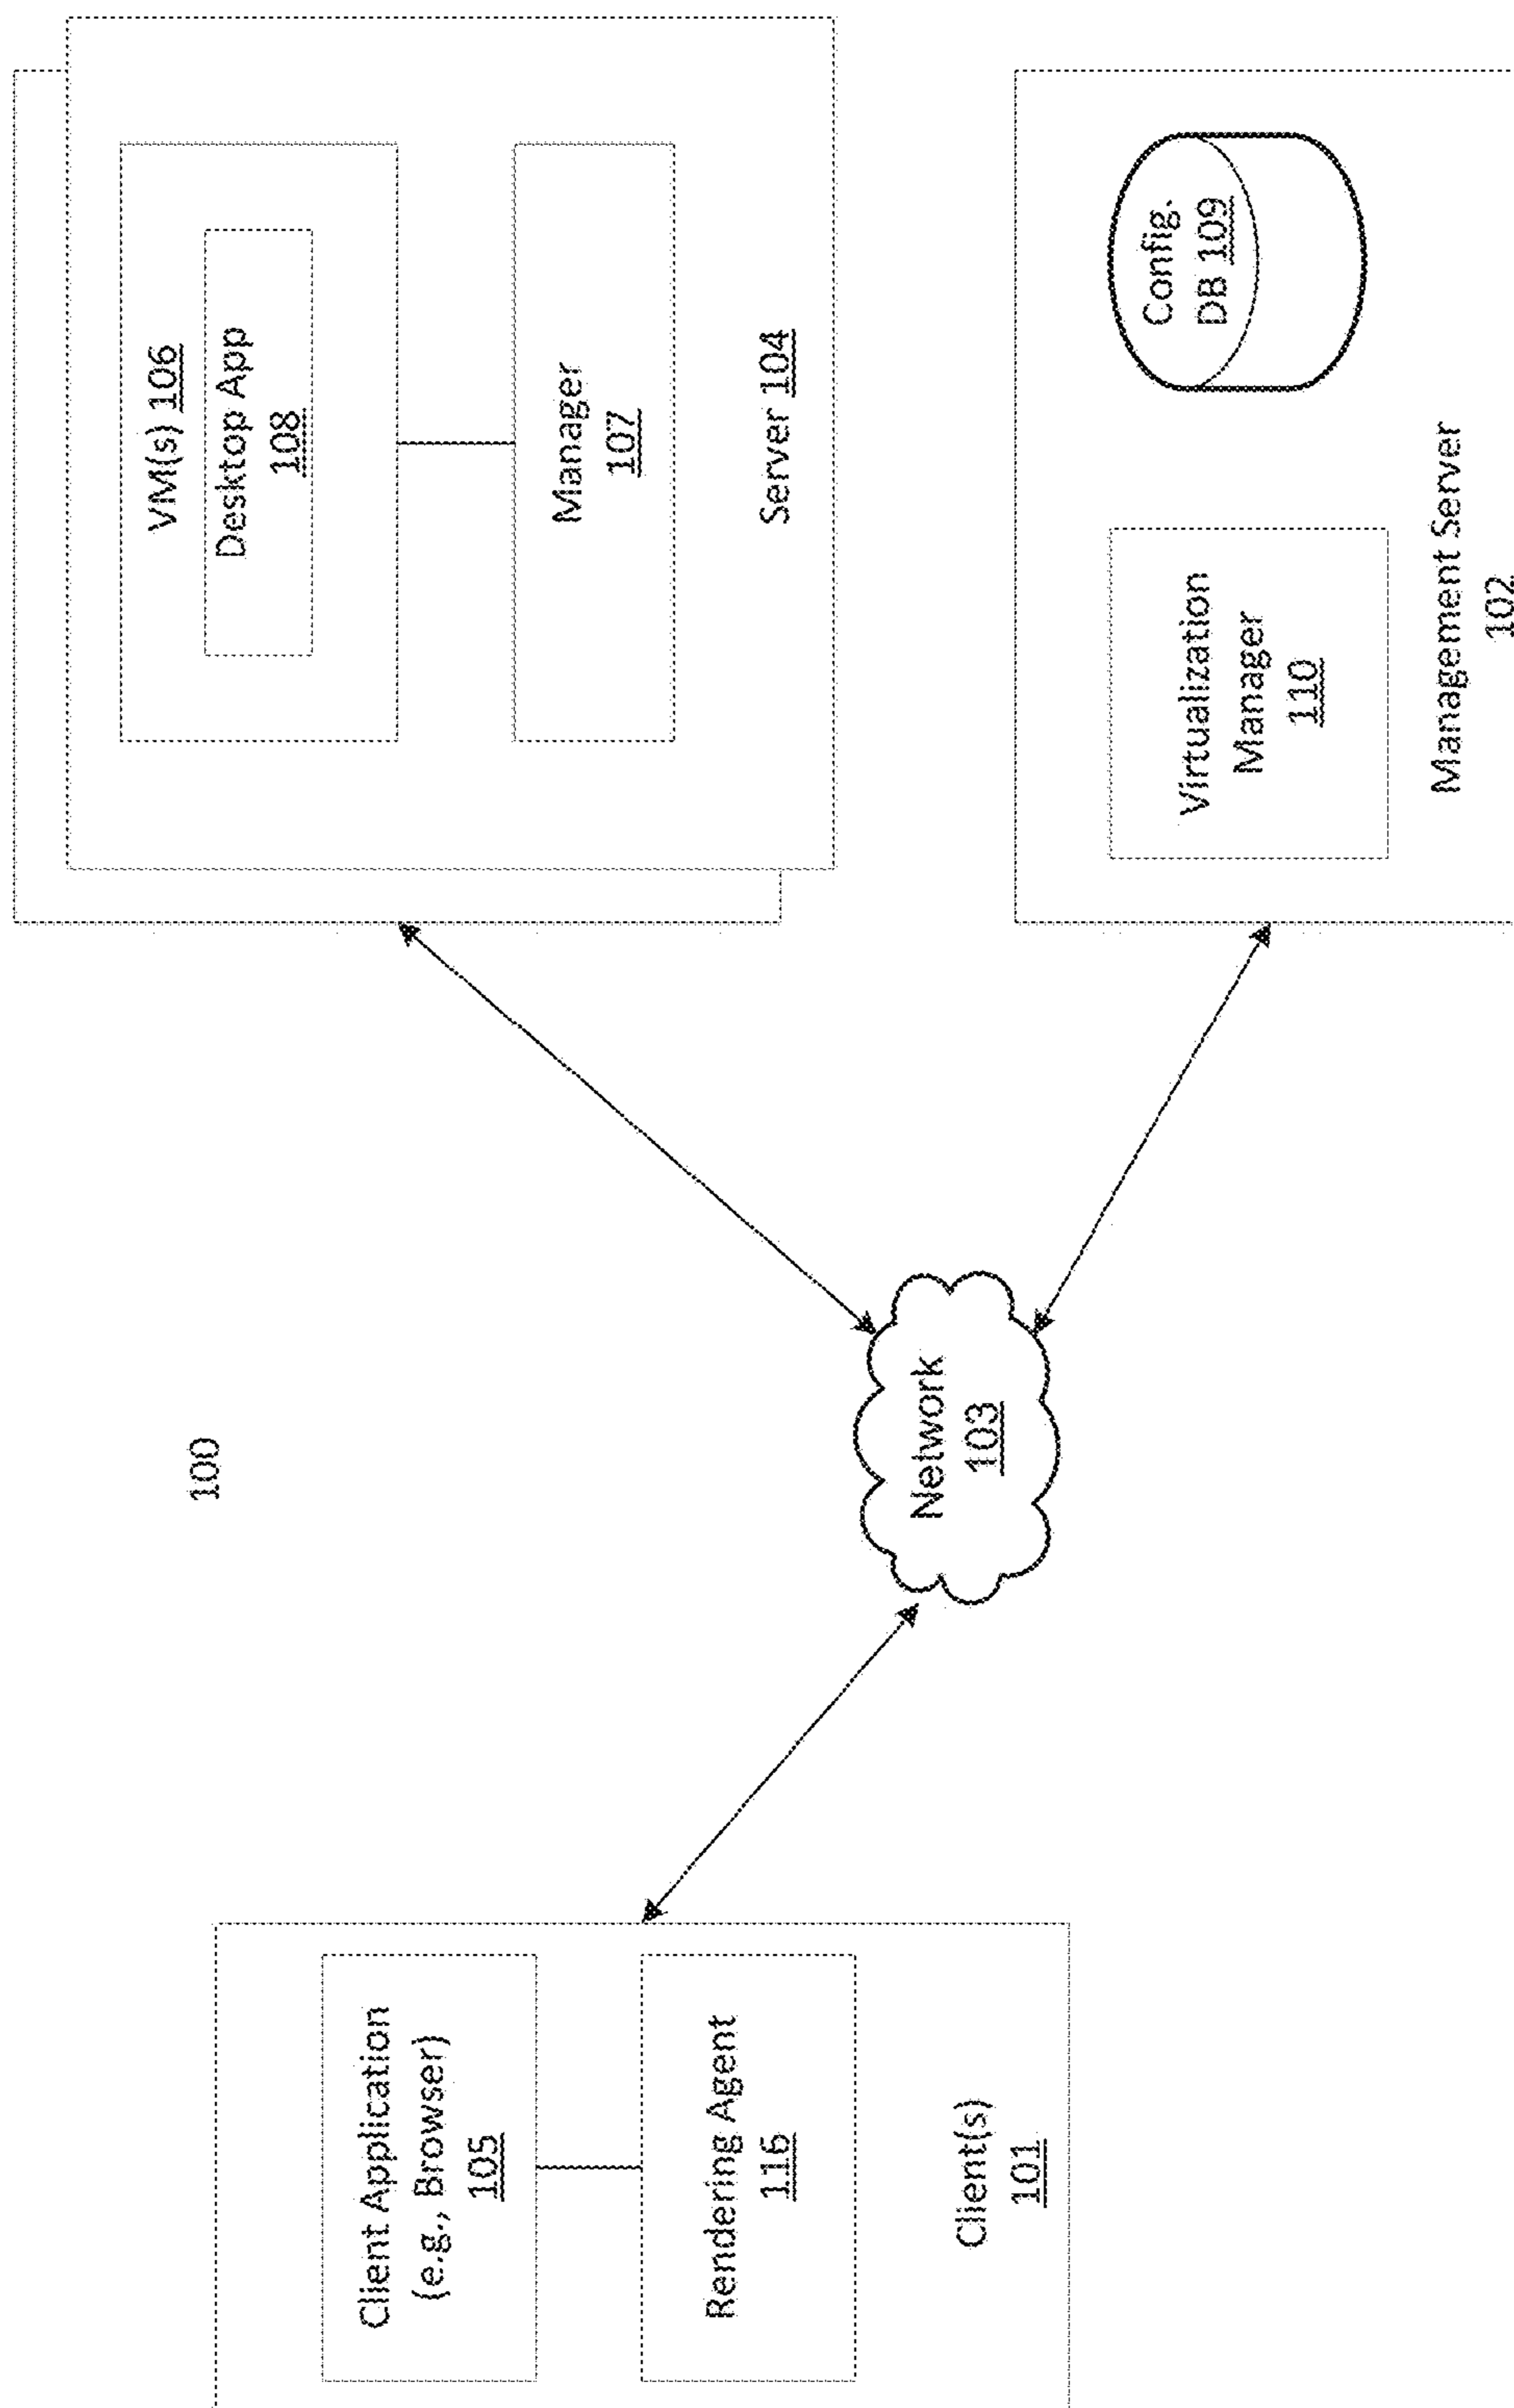 100
Client Application
(e.g., Browser)
105
Rendering Agent
116
Client(s)
101
Network
103
VM(s) 106
Desktop App
108
Manager
107
Server 104
Virtualization
Manager
110
Config.
DB 109
Management Server
102